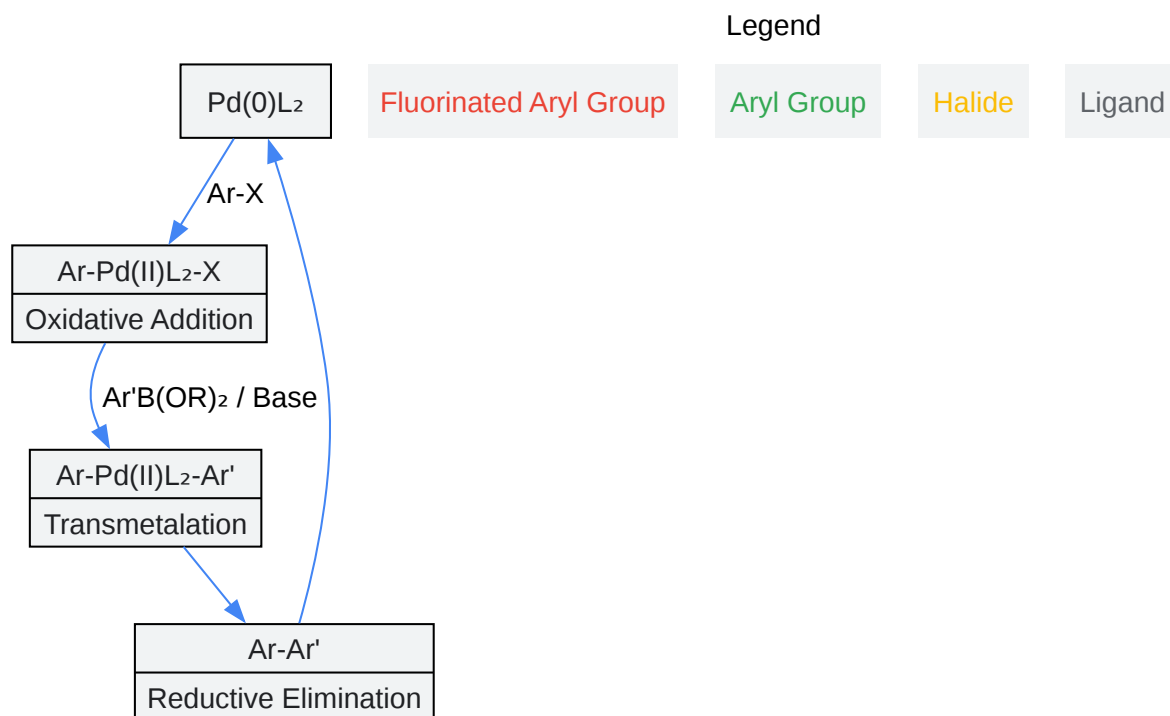 Legend
Pd(0)L₂
Fluorinated Aryl Group
Aryl Group
Halide
Ligand
Ar-X
Ar-Pd(II)L₂-X
Oxidative Addition
Ar'B(OR)₂ / Base
Ar-Pd(II)L₂-Ar'
Transmetalation
Ar-Ar'
Reductive Elimination